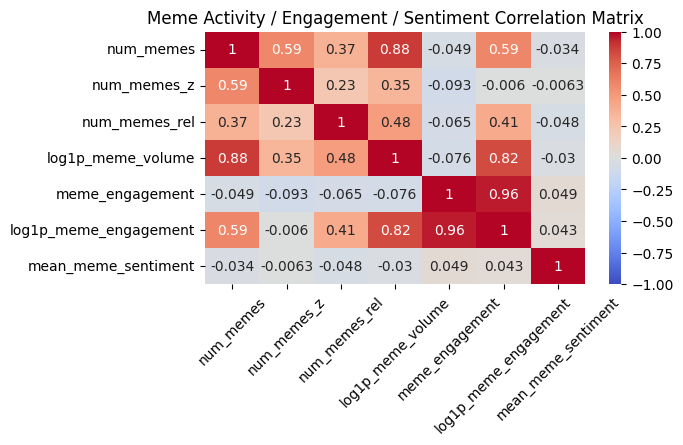 Meme Activity / Engagement / Sentiment Correlation Matrix
num_memes 1 0.59 0.37 0.88 -0.049 0.59 -0.034
num_memes_z 0.59 1 0.23 0.35 -0.093 -0.006 -0.0063
num_memes_rel 0.37 0.23 1 0.48 -0.065 0.41 -0.048
log1p_meme_volume 0.88 0.35 0.48 1 -0.076 0.82 -0.03
meme_engagement -0.049 -0.093 -0.065 -0.076 1 0.96 0.049
log1p_meme_engagement 0.59 -0.006 0.41 0.82 0.96 1 0.043
mean_meme_sentiment -0.034 -0.0063 -0.048 -0.03 0.049 0.043 1
num_memes
num_memes_z
num_memes_rel
log1p_meme_volume
meme_engagement
log1p_meme_engagement
mean_meme_sentiment
1.00
0.75
0.50
0.25
0.00
−0.25
−0.50
−0.75
−1.00